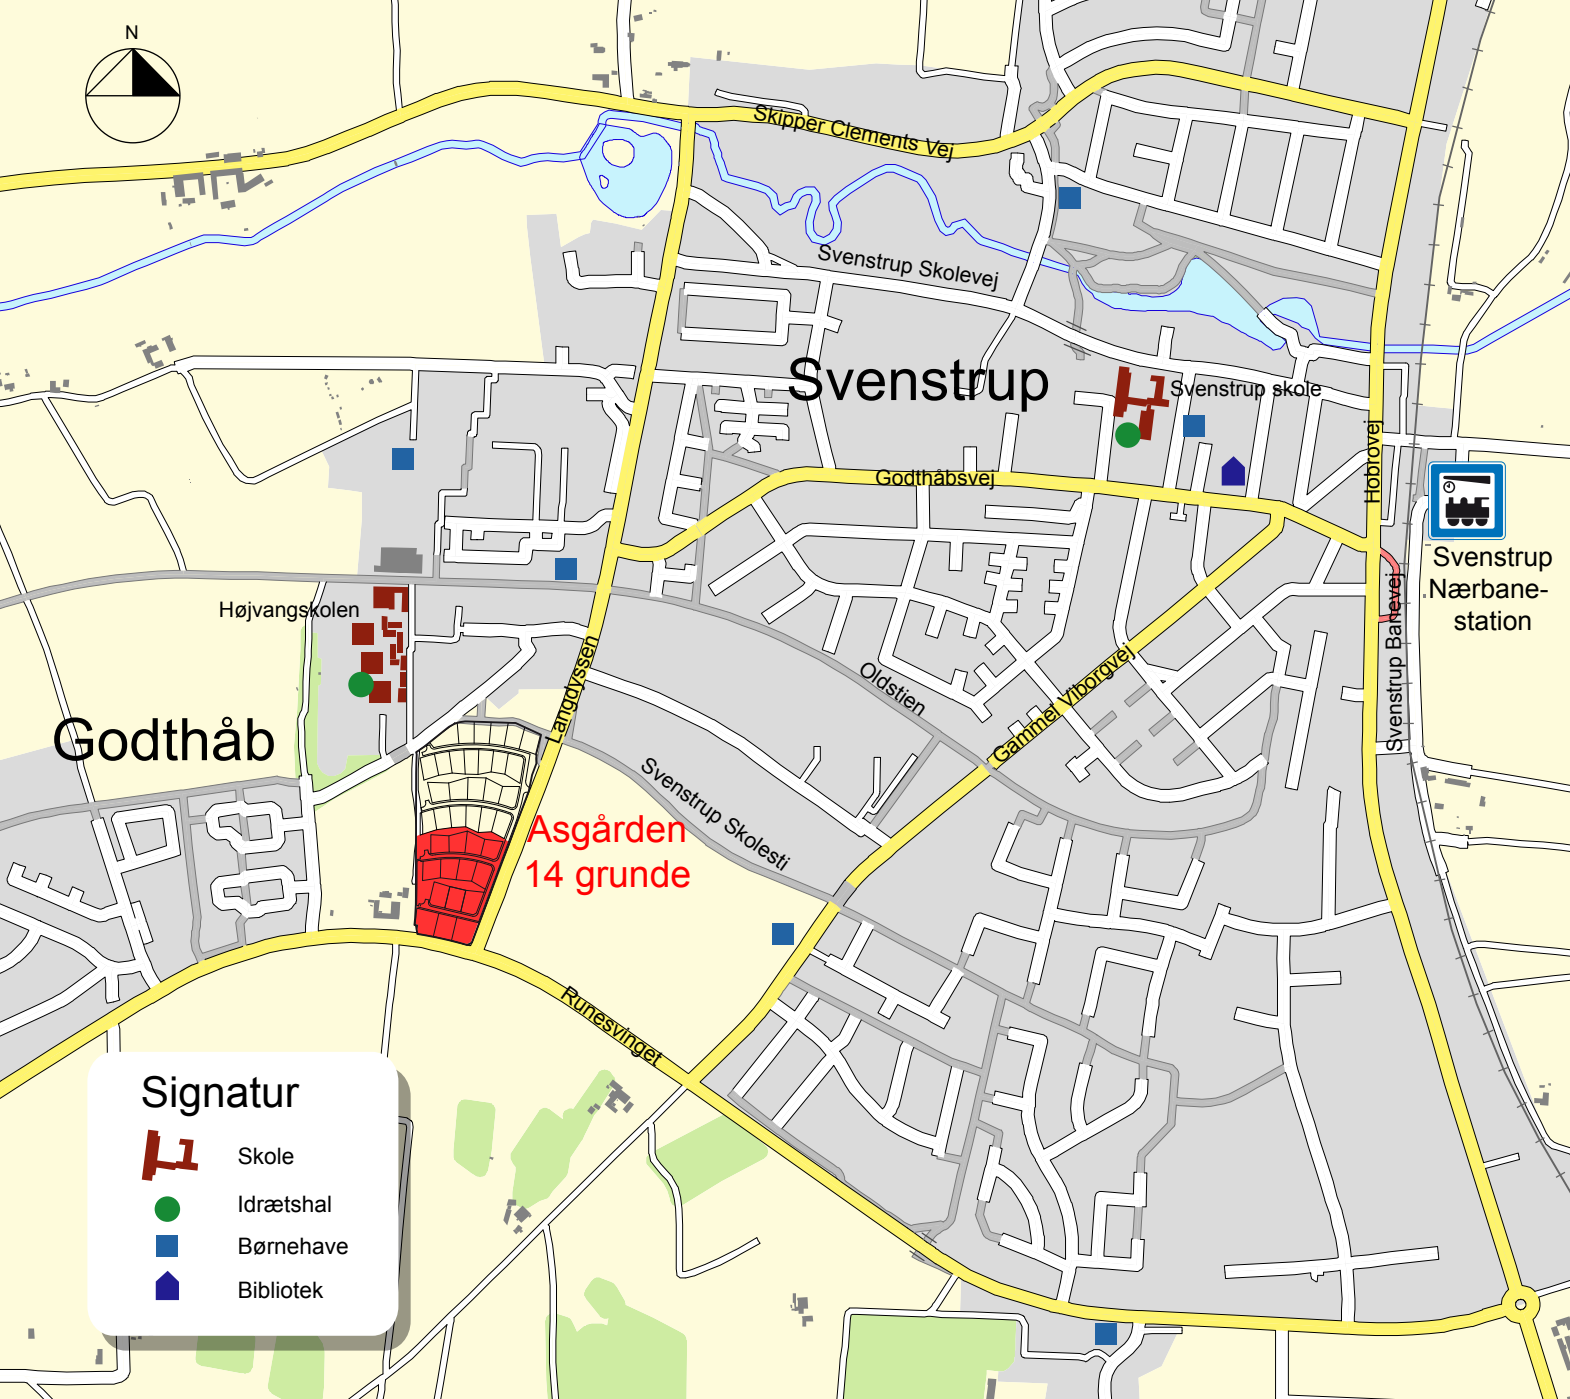 N
Skipper Clements Vej
Svenstrup Skolevej
Svenstrup
Svenstrup skole
Hobrovej
Godthåbsvej
Svenstrup
Nærbane-
station
Højvangskolen
Svenstrup Banevej
Langdyssen
Oldstien
Gammel Viborgvej
Godthåb
Svenstrup Skolesti
Asgården
14 grunde
Runesvinget
Signatur
Skole
Idrætshal
Børnehave
Bibliotek